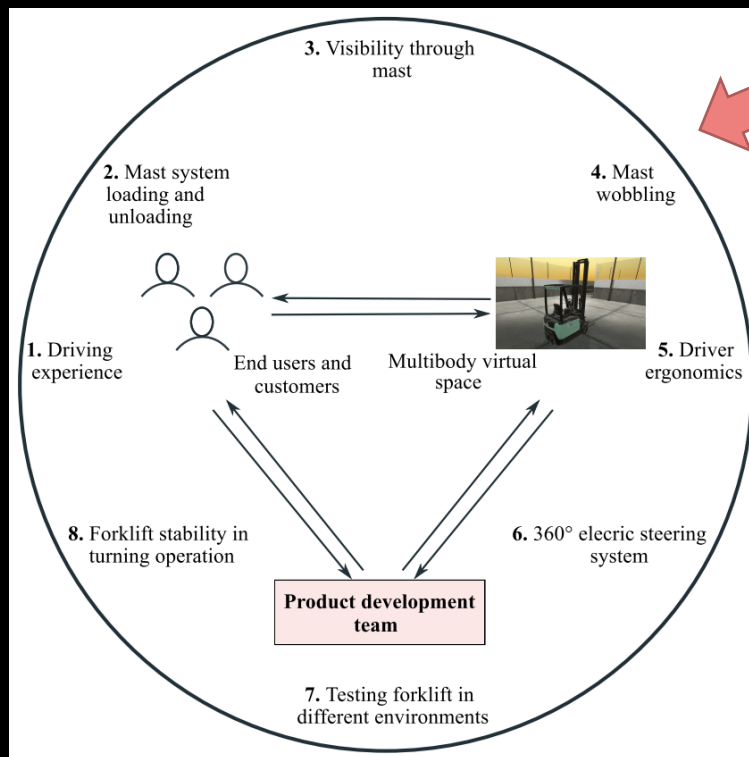 3. Visibility through
mast
2. Mast system
loading and
unloading
4. Mast
wobbling
1. Driving
experience
End users and
customers
Multibody virtual
space
5. Driver
ergonomics
8. Forklift stability in
turning operation
6. 360° elecric steering
system
Product development
team
7. Testing forklift in
different environments